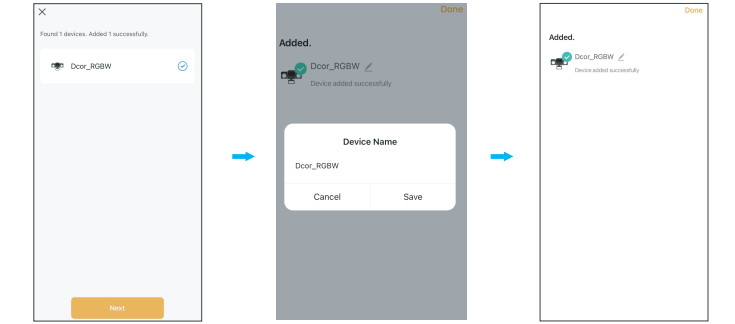 Found 1 devices. Added 1 successfully.
Dcor_RGBW
Next
Done
Added.
Dcor_RGBW
Device added successfully
Device Name
Dcor_RGBW
Cancel
Save
Done
Added.
Dcor_RGBW
Device added successfully